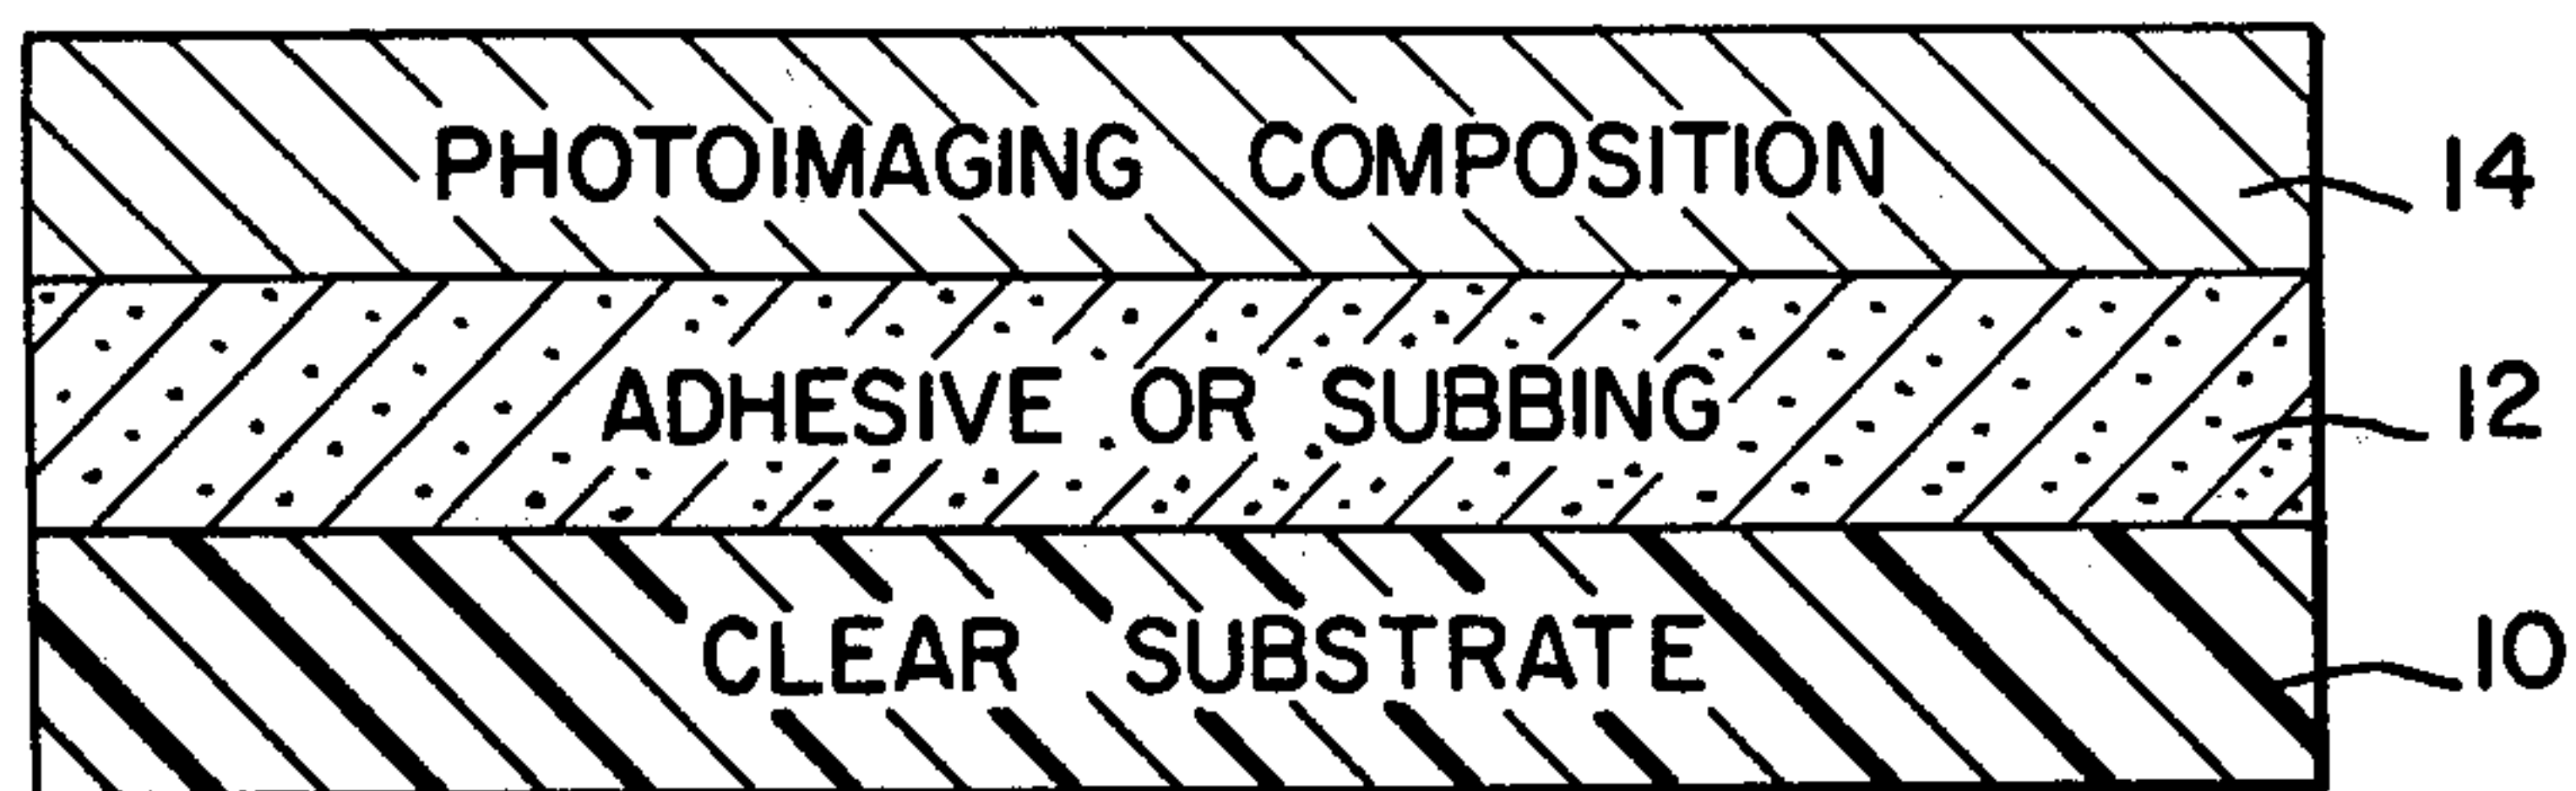 PHOTOIMAGING COMPOSITION 14
ADHESIVE OR SUBBING 12
CLEAR SUBSTRATE 10